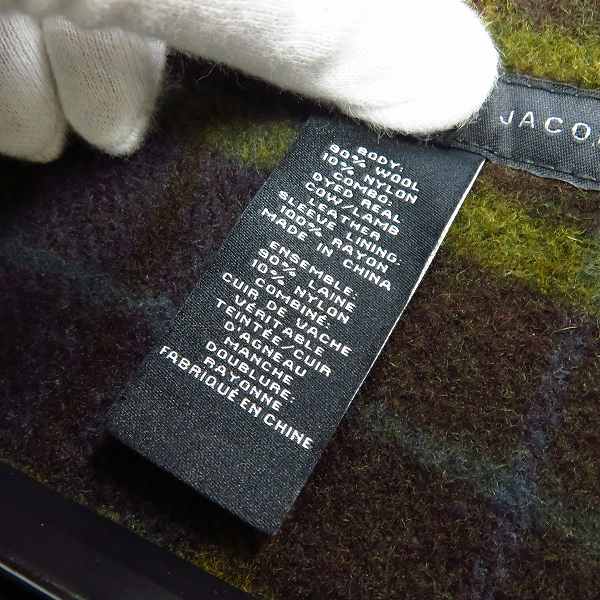 JACO
BODY:
90% WOOL
10% NYLON
COMBO:
DYED REAL
COW/LAMB
LEATHER
SLEEVE LINING:
100% RAYON
MADE IN CHINA
ENSEMBLE:
90% LAINE
10% NYLON
COMBINÉ:
CUIR DE VACHE
VÉRITABLE
TEINTÉE/CUIR
D'AGNEAU
MANCHE
DOUBLURE:
RAYONNE
FABRIQUÉ EN CHINE